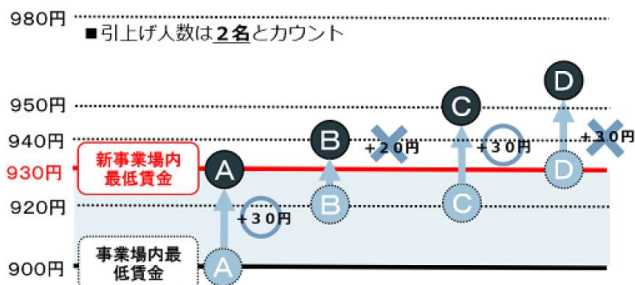 980円
■引上げ人数は2名とカウント
950円
940円
930円
920円
900円
新事業場内
最低賃金
事業場内最
低賃金
A
A
+30円
B
B
+20円
C
C
+30円
D
D
+30円